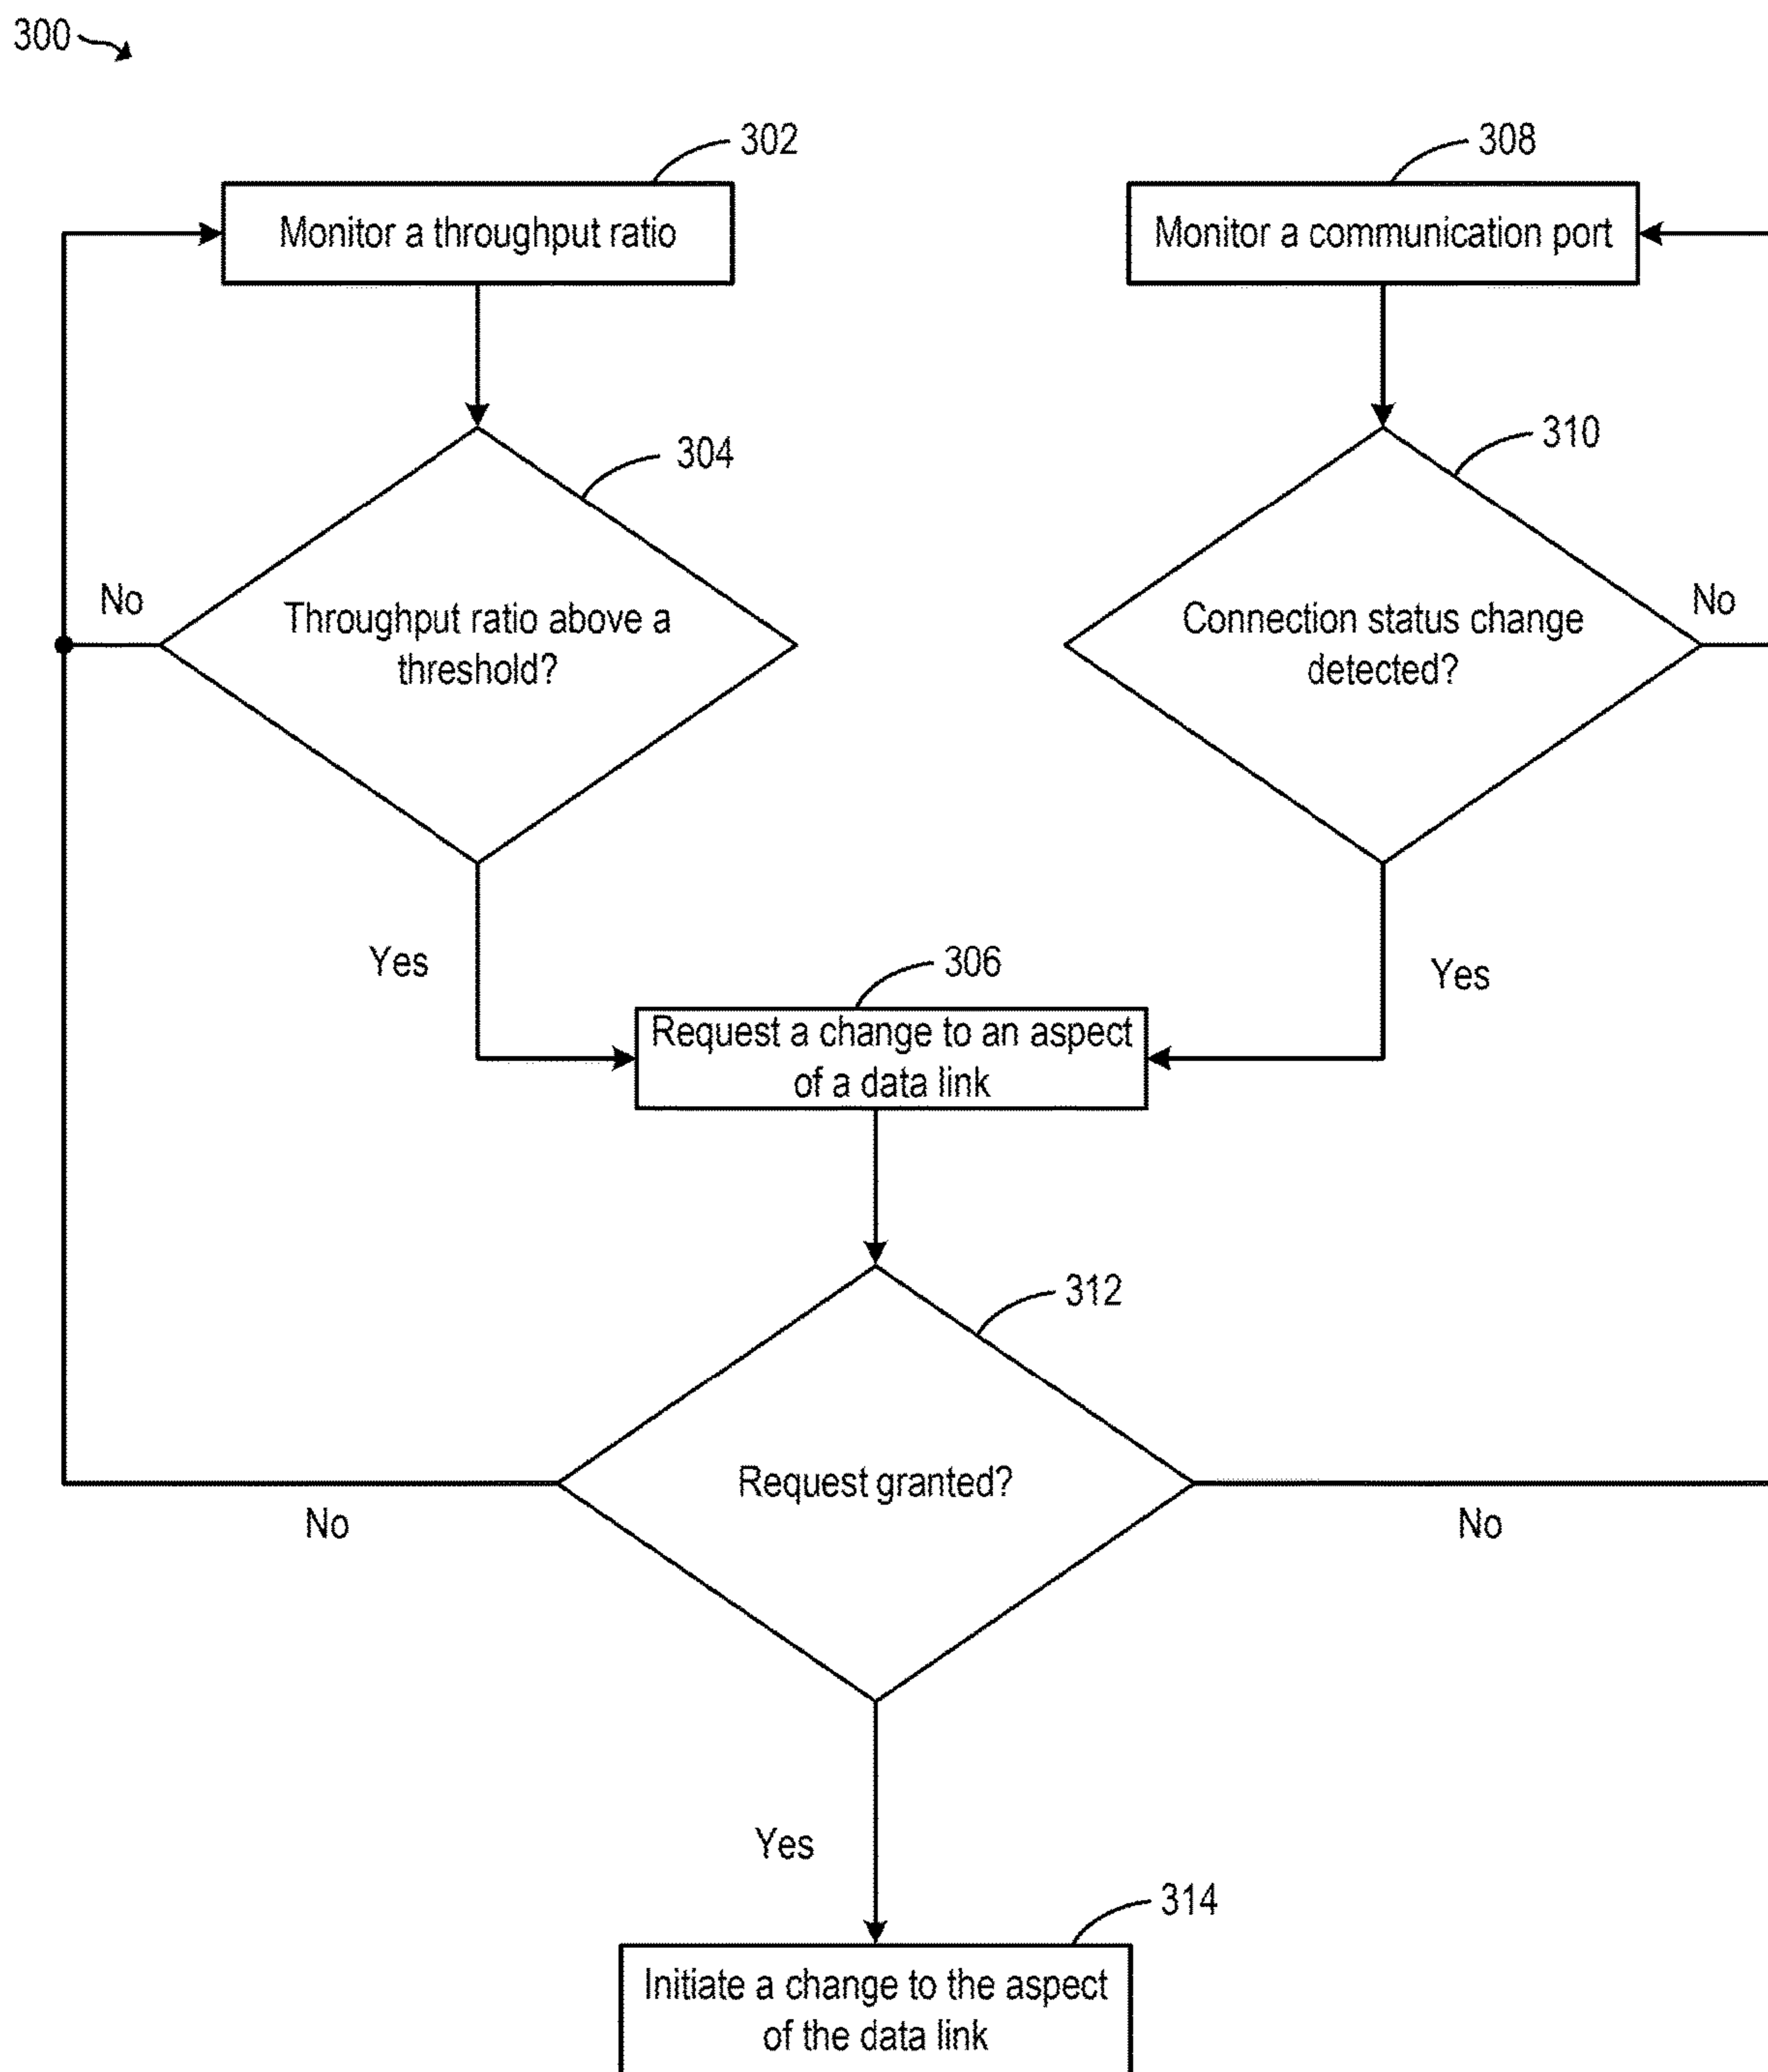 300
302
308
Monitor a throughput ratio
Monitor a communication port
304
310
No
Throughput ratio above a
threshold?
Connection status change
detected?
No
Yes
306
Yes
Request a change to an aspect
of a data link
312
Request granted?
No
No
Yes
314
Initiate a change to the aspect
of the data link